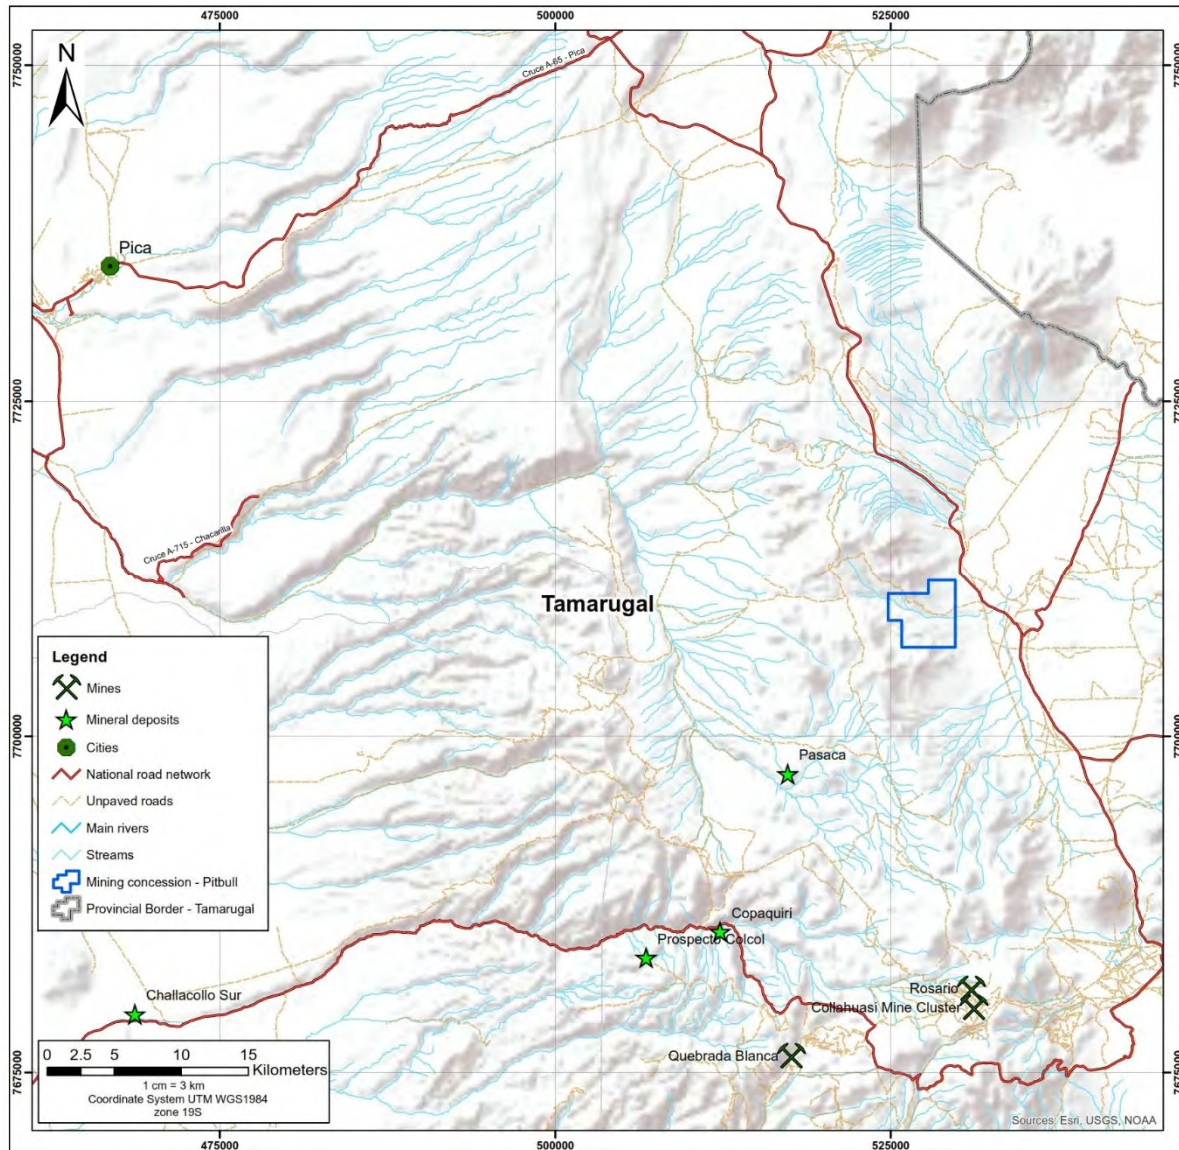 475000
500000
525000
7750000
7750000
N
Cruce A-65 - Pica
Pica
7725000
7725000
Cruce A-715 - Chacarilla
Tamarugal
Legend
Mines
Mineral deposits
Cities
National road network
Unpaved roads
Main rivers
Streams
Mining concession - Pitbull
Provincial Border - Tamarugal
7700000
7700000
Pasaca
Copaquiri
Prospecto Colcol
Rosario
Collahuasi Mine Cluster
Challacollo Sur
Quebrada Blanca
0 2.5 5 10 15 Kilometers
1 cm = 3 km
Coordinate System UTM WGS1984
zone 19S
7675000
7675000
Sources: Esri, USGS, NOAA
475000
500000
525000